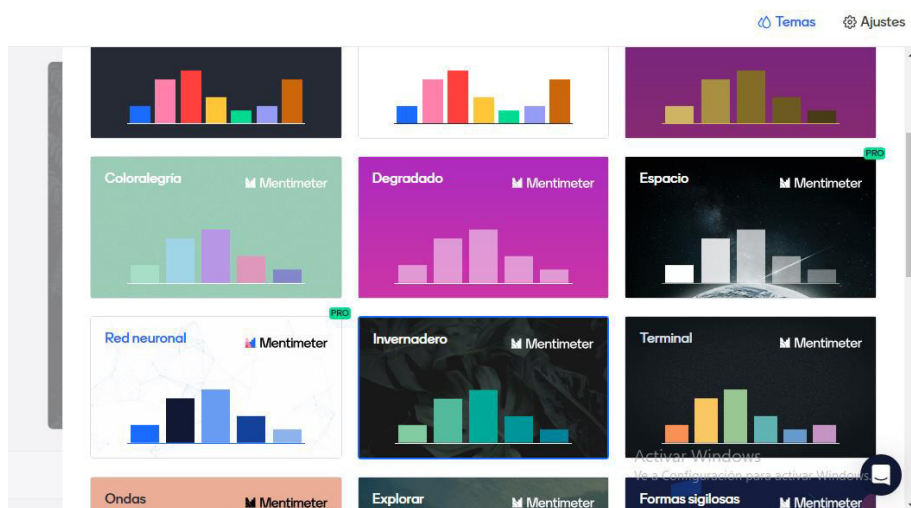 Temas
Ajustes
PRO
Coloralegría
Mentimeter
Degradado
Mentimeter
Espacio
Mentimeter
PRO
Red neuronal
Mentimeter
Invernadero
Mentimeter
Terminal
Mentimeter
Activar Windows
Ve a Configuración para activar Windows.
Ondas
Mentimeter
Explorar
Mentimeter
Formas sigilosas
Mentimeter